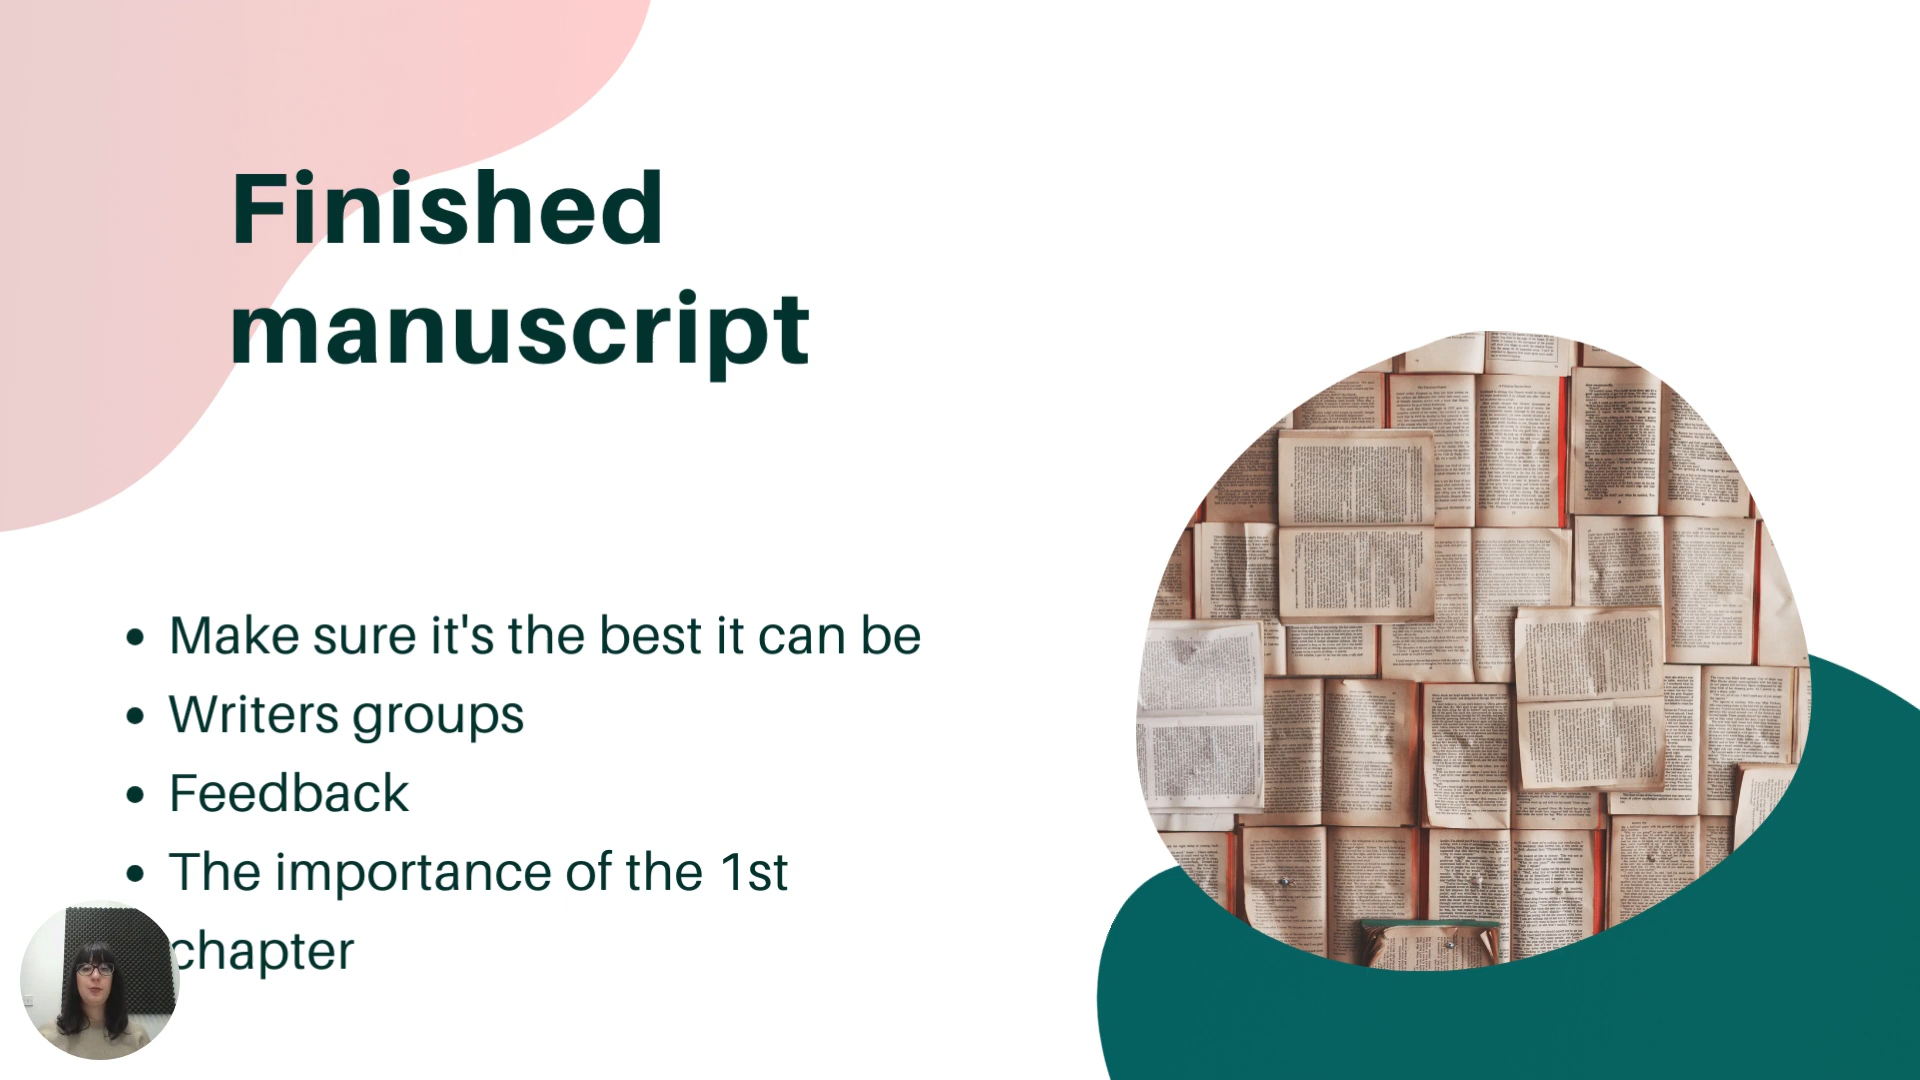 Finished
manuscript
Make sure it's the best it can be
Writers groups
Feedback
The importance of the 1st
chapter